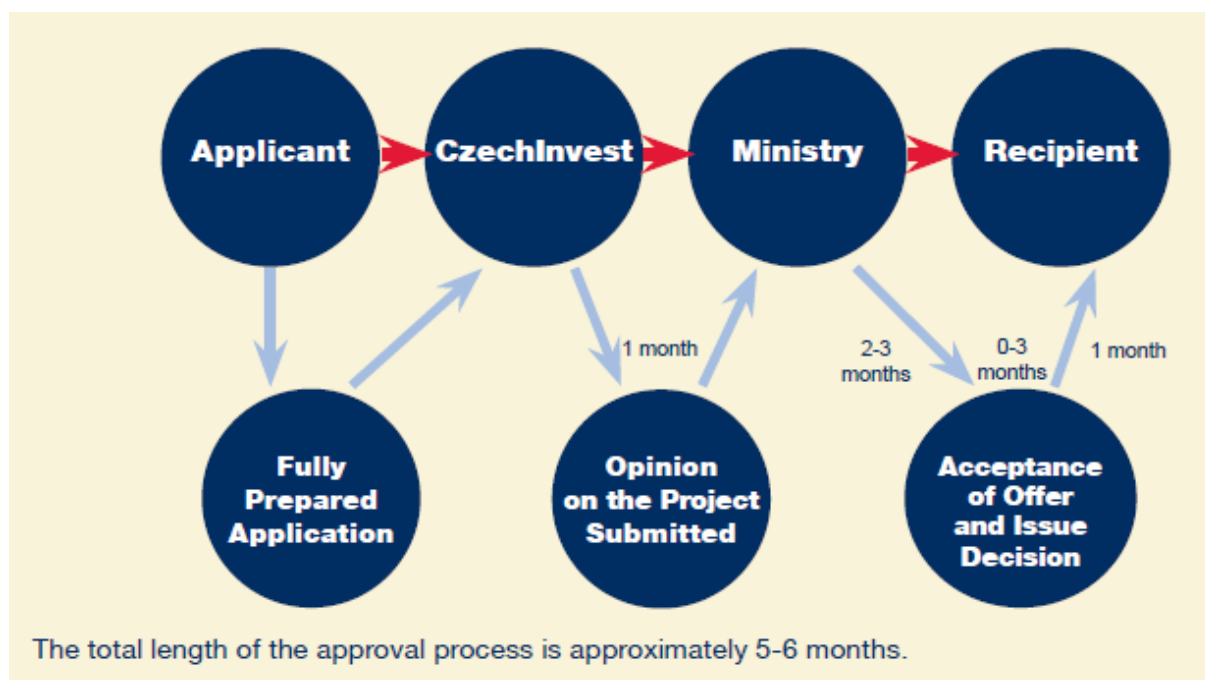 Applicant
CzechInvest
Ministry
Recipient
1 month
2-3
months
0-3
months
1 month
Fully
Prepared
Application
Opinion
on the Project
Submitted
Acceptance
of Offer
and Issue
Decision
The total length of the approval process is approximately 5-6 months.